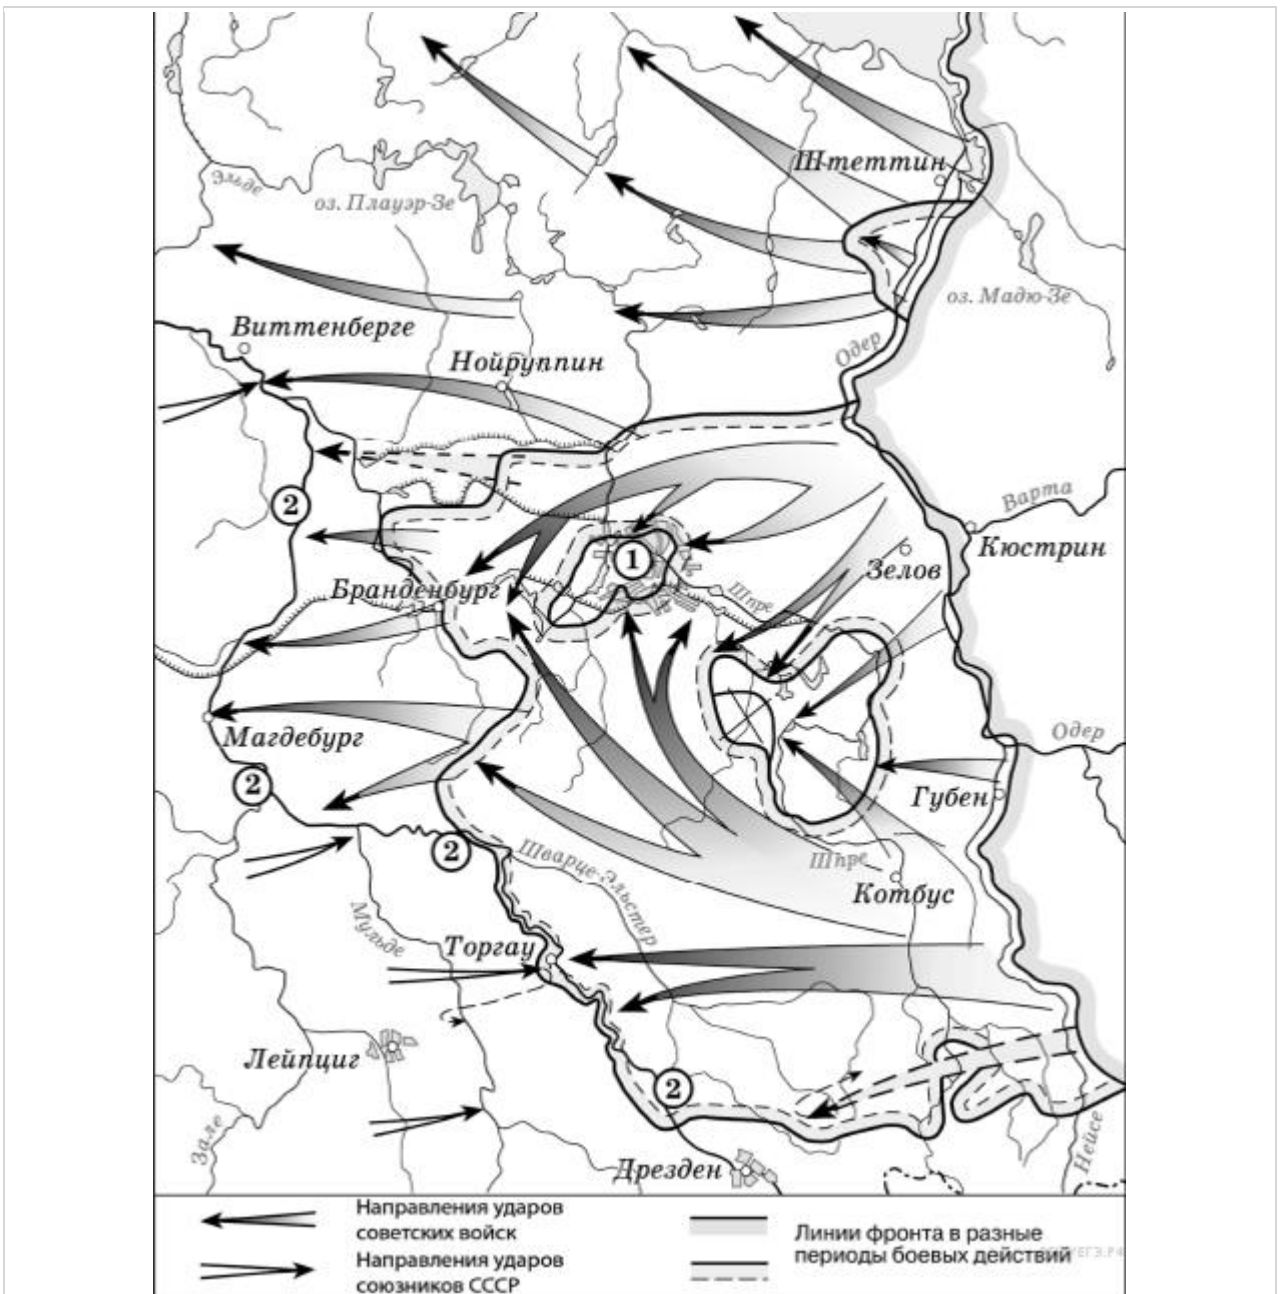 Штеттин
Эльде
оз. Плауэр-Зе
оз. Мадю-Зе
Виттенберге
Одер
Нойруппин
2
Варта
Кюстрин
1
Зелов
Бранденбург
Шпре
Магдебург
Одер
2
Губен
2
Шварце-Эльстер
Шпре
Котбус
Мульде
Торгау
Лейпциг
2
Зале
Дрезден
Нейсе
Направления ударов
советских войск
Направления ударов
союзников СССР
Линии фронта в разные
периоды боевых действий